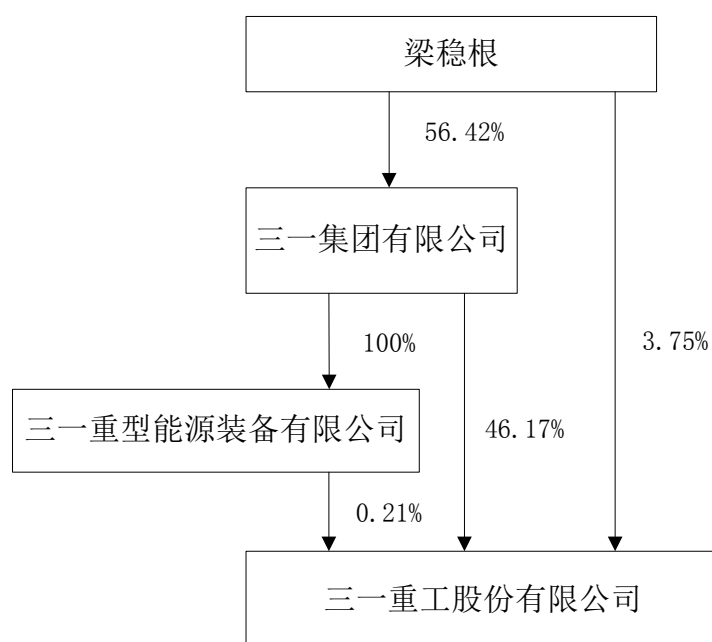 梁稳根
56.42%
三一集团有限公司
100%
3.75%
三一重型能源装备有限公司
46.17%
0.21%
三一重工股份有限公司